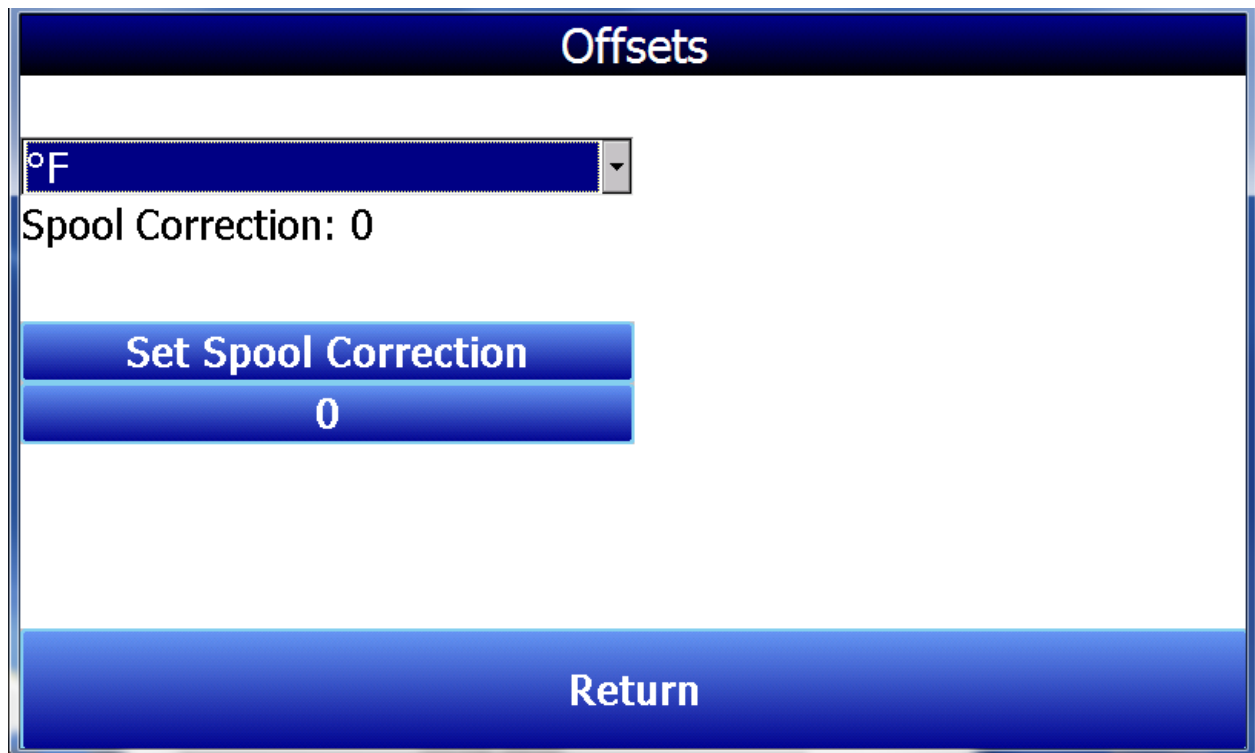 Offsets
°F
Spool Correction: 0
Set Spool Correction
0
Return